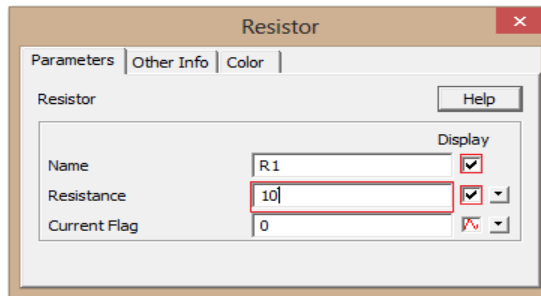 Resistor
Parameters Other Info Color
Resistor Help
Display
Name R1
Resistance 10
Current Flag 0